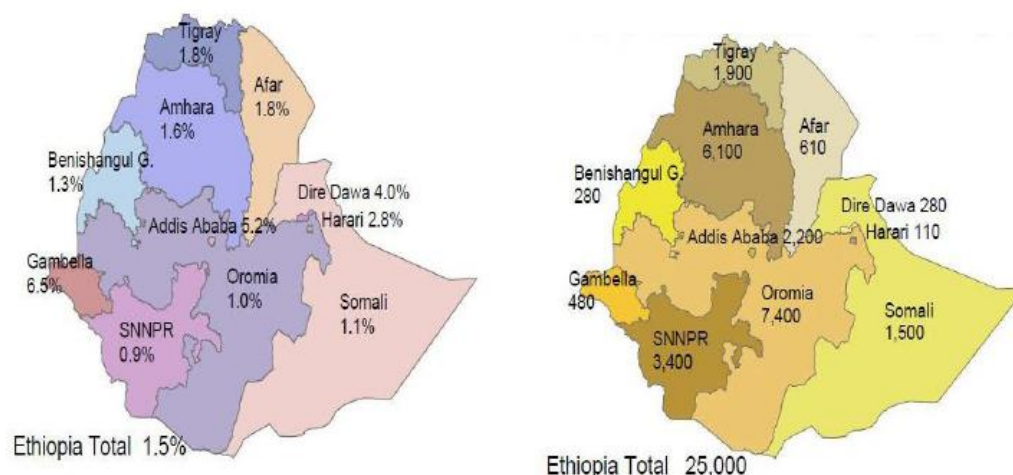 Tigray
1.8%
Afar
1.8%
Amhara
1.6%
Benishangul G.
1.3%
Dire Dawa 4.0%
Harari 2.8%
Addis Ababa 5.2%
Gambella
6.5%
Oromia
1.0%
Somali
1.1%
SNNPR
0.9%
Ethiopia Total 1.5%
Tigray
1,900
Amhara
6,100
Afar
610
Benishangul G.
280
Dire Dawa 280
Harari 110
Addis Ababa 2,200
Gambella
480
Oromia
7,400
Somali
1,500
SNNPR
3,400
Ethiopia Total 25,000